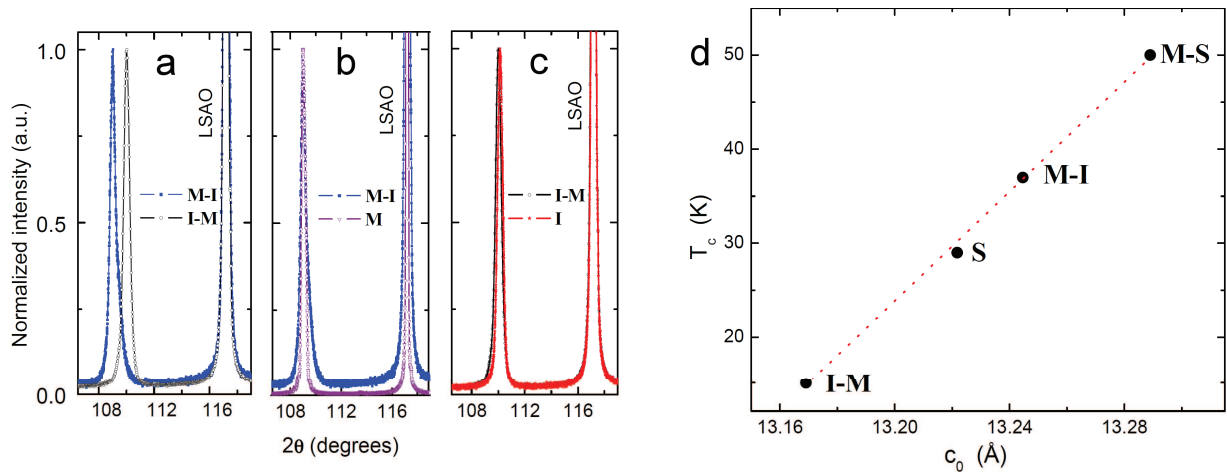 a
b
c
d
Normalized intensity (a.u.)
1.0
0.5
0.0
LSAO
M-I
I-M
108 112 116
LSAO
M-I
M
108 112 116
LSAO
I-M
I
108 112 116
2θ (degrees)
T_c (K)
50
40
30
20
M-S
M-I
S
I-M
13.16 13.20 13.24 13.28
c_0 (Å)